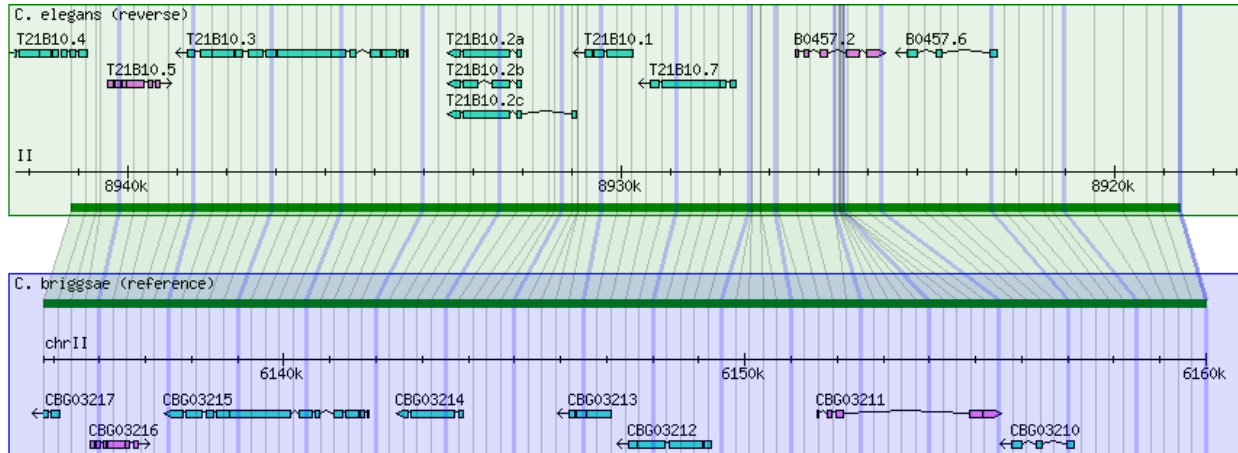 C. elegans (reverse)
T21B10.4 T21B10.3 T21B10.2a T21B10.1 B0457.2 B0457.6
T21B10.5 T21B10.2b T21B10.7
T21B10.2c
II
8940k 8930k 8920k
C. briggsae (reference)
chrII
6140k 6150k 6160k
CBG03217 CBG03215 CBG03214 CBG03213 CBG03211
CBG03216 CBG03212 CBG03210